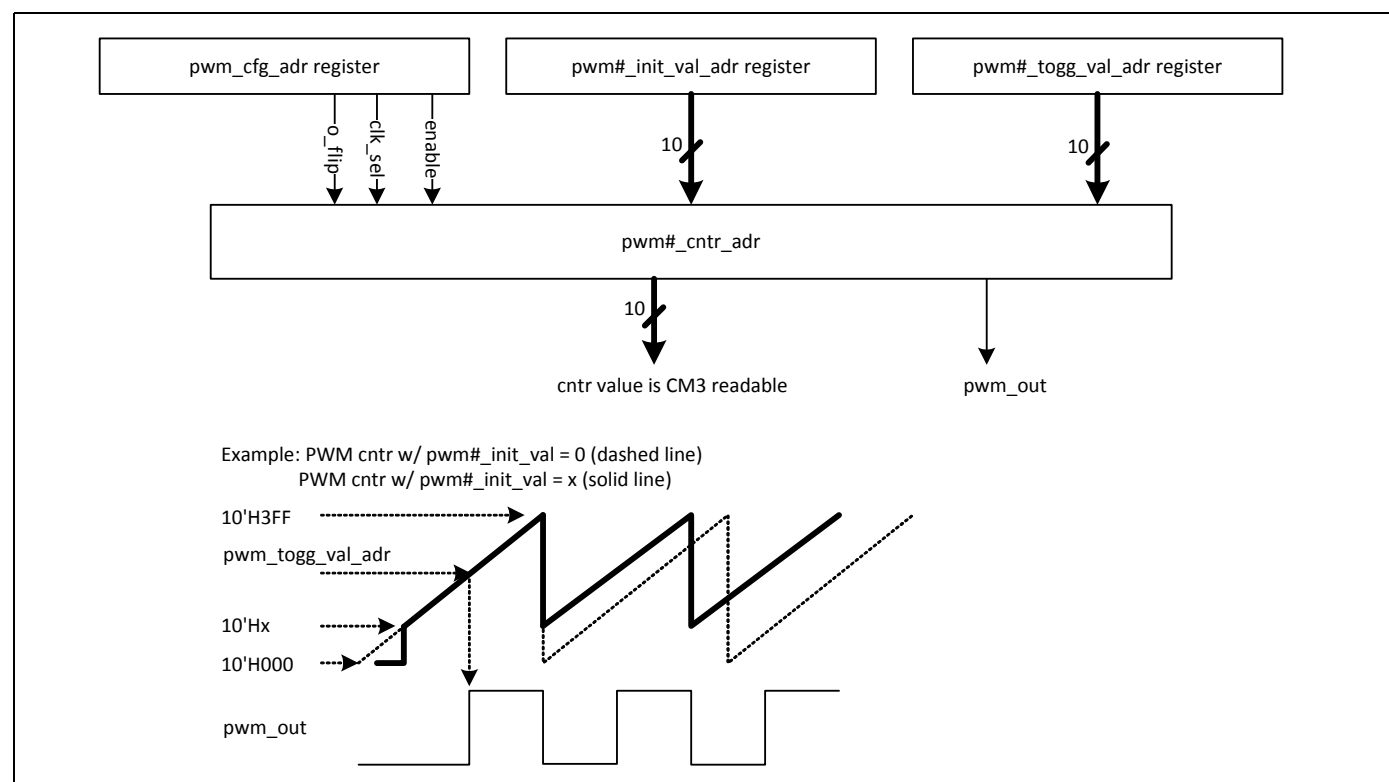 pwm_cfg_adr register
pwm#_init_val_adr register
pwm#_togg_val_adr register
o_flip
clk_sel
enable
10
10
pwm#_cntr_adr
10
cntr value is CM3 readable
pwm_out
Example: PWM cntr w/ pwm#_init_val = 0 (dashed line)
PWM cntr w/ pwm#_init_val = x (solid line)
10'H3FF
pwm_togg_val_adr
10'Hx
10'H000
pwm_out